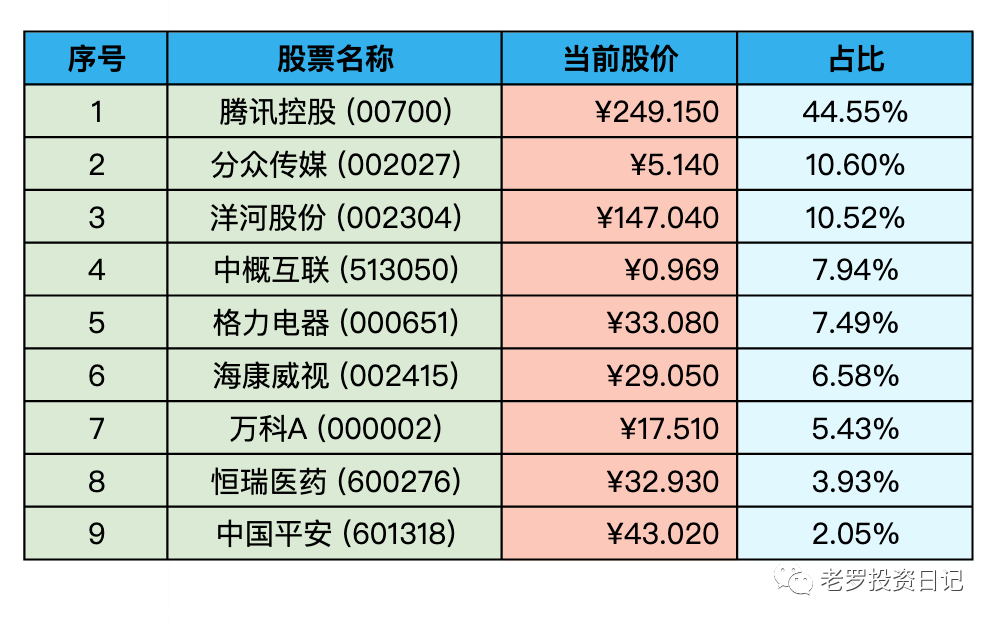 序号 股票名称 当前股价 占比
1 腾讯控股 (00700) ¥249.150 44.55%
2 分众传媒 (002027) ¥5.140 10.60%
3 洋河股份 (002304) ¥147.040 10.52%
4 中概互联 (513050) ¥0.969 7.94%
5 格力电器 (000651) ¥33.080 7.49%
6 海康威视 (002415) ¥29.050 6.58%
7 万科A (000002) ¥17.510 5.43%
8 恒瑞医药 (600276) ¥32.930 3.93%
9 中国平安 (601318) ¥43.020 2.05%
老罗投资日记